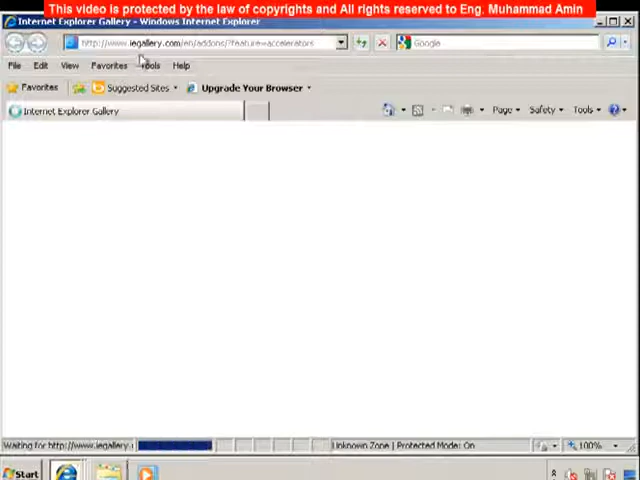 This video is protected by the law of copyrights and All rights reserved to Eng. Muhammad Amin
Internet Explorer Gallery - Windows Internet Explorer
http://www.iegallery.com/en/addons/?feature=accelerators
Google
File Edit View Favorites Tools Help
Favorites Suggested Sites Upgrade Your Browser
Internet Explorer Gallery
Page Safety Tools
Waiting for http://www.iegallery.
Unknown Zone | Protected Mode: On
100%
Start